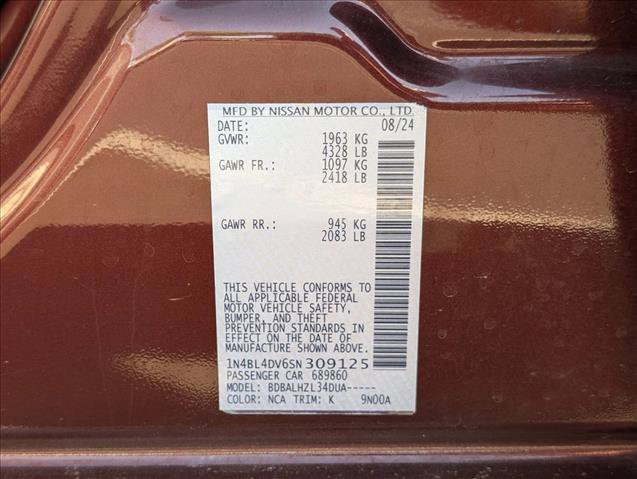 MFD BY NISSAN MOTOR CO., LTD.
DATE: 08/24
GVWR: 1963 KG
4328 LB
GAWR FR.: 1097 KG
2418 LB
GAWR RR.: 945 KG
2083 LB
THIS VEHICLE CONFORMS TO
ALL APPLICABLE FEDERAL
MOTOR VEHICLE SAFETY,
BUMPER, AND THEFT
PREVENTION STANDARDS IN
EFFECT ON THE DATE OF
MANUFACTURE SHOWN ABOVE.
1N4BL4DV6SN309125
PASSENGER CAR 689860
MODEL: BDBALHZL34DUA-----
COLOR: NCA TRIM: K 9N00A